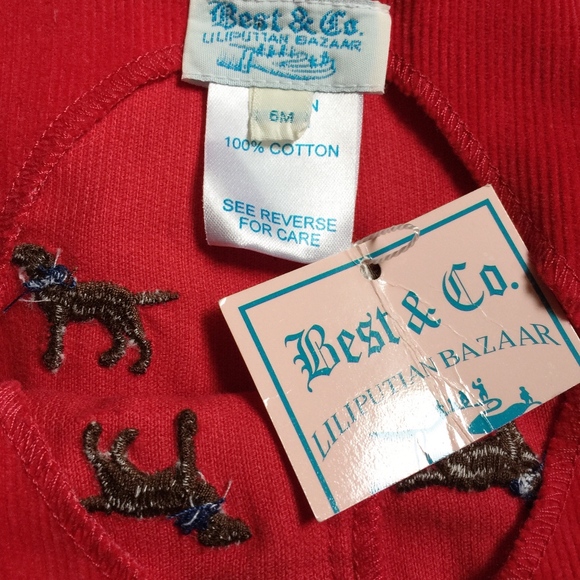 Best & Co.
LILIPUTIAN BAZAAR
6M
100% COTTON
SEE REVERSE
FOR CARE
Best & Co.
LILIPUTIAN BAZAAR